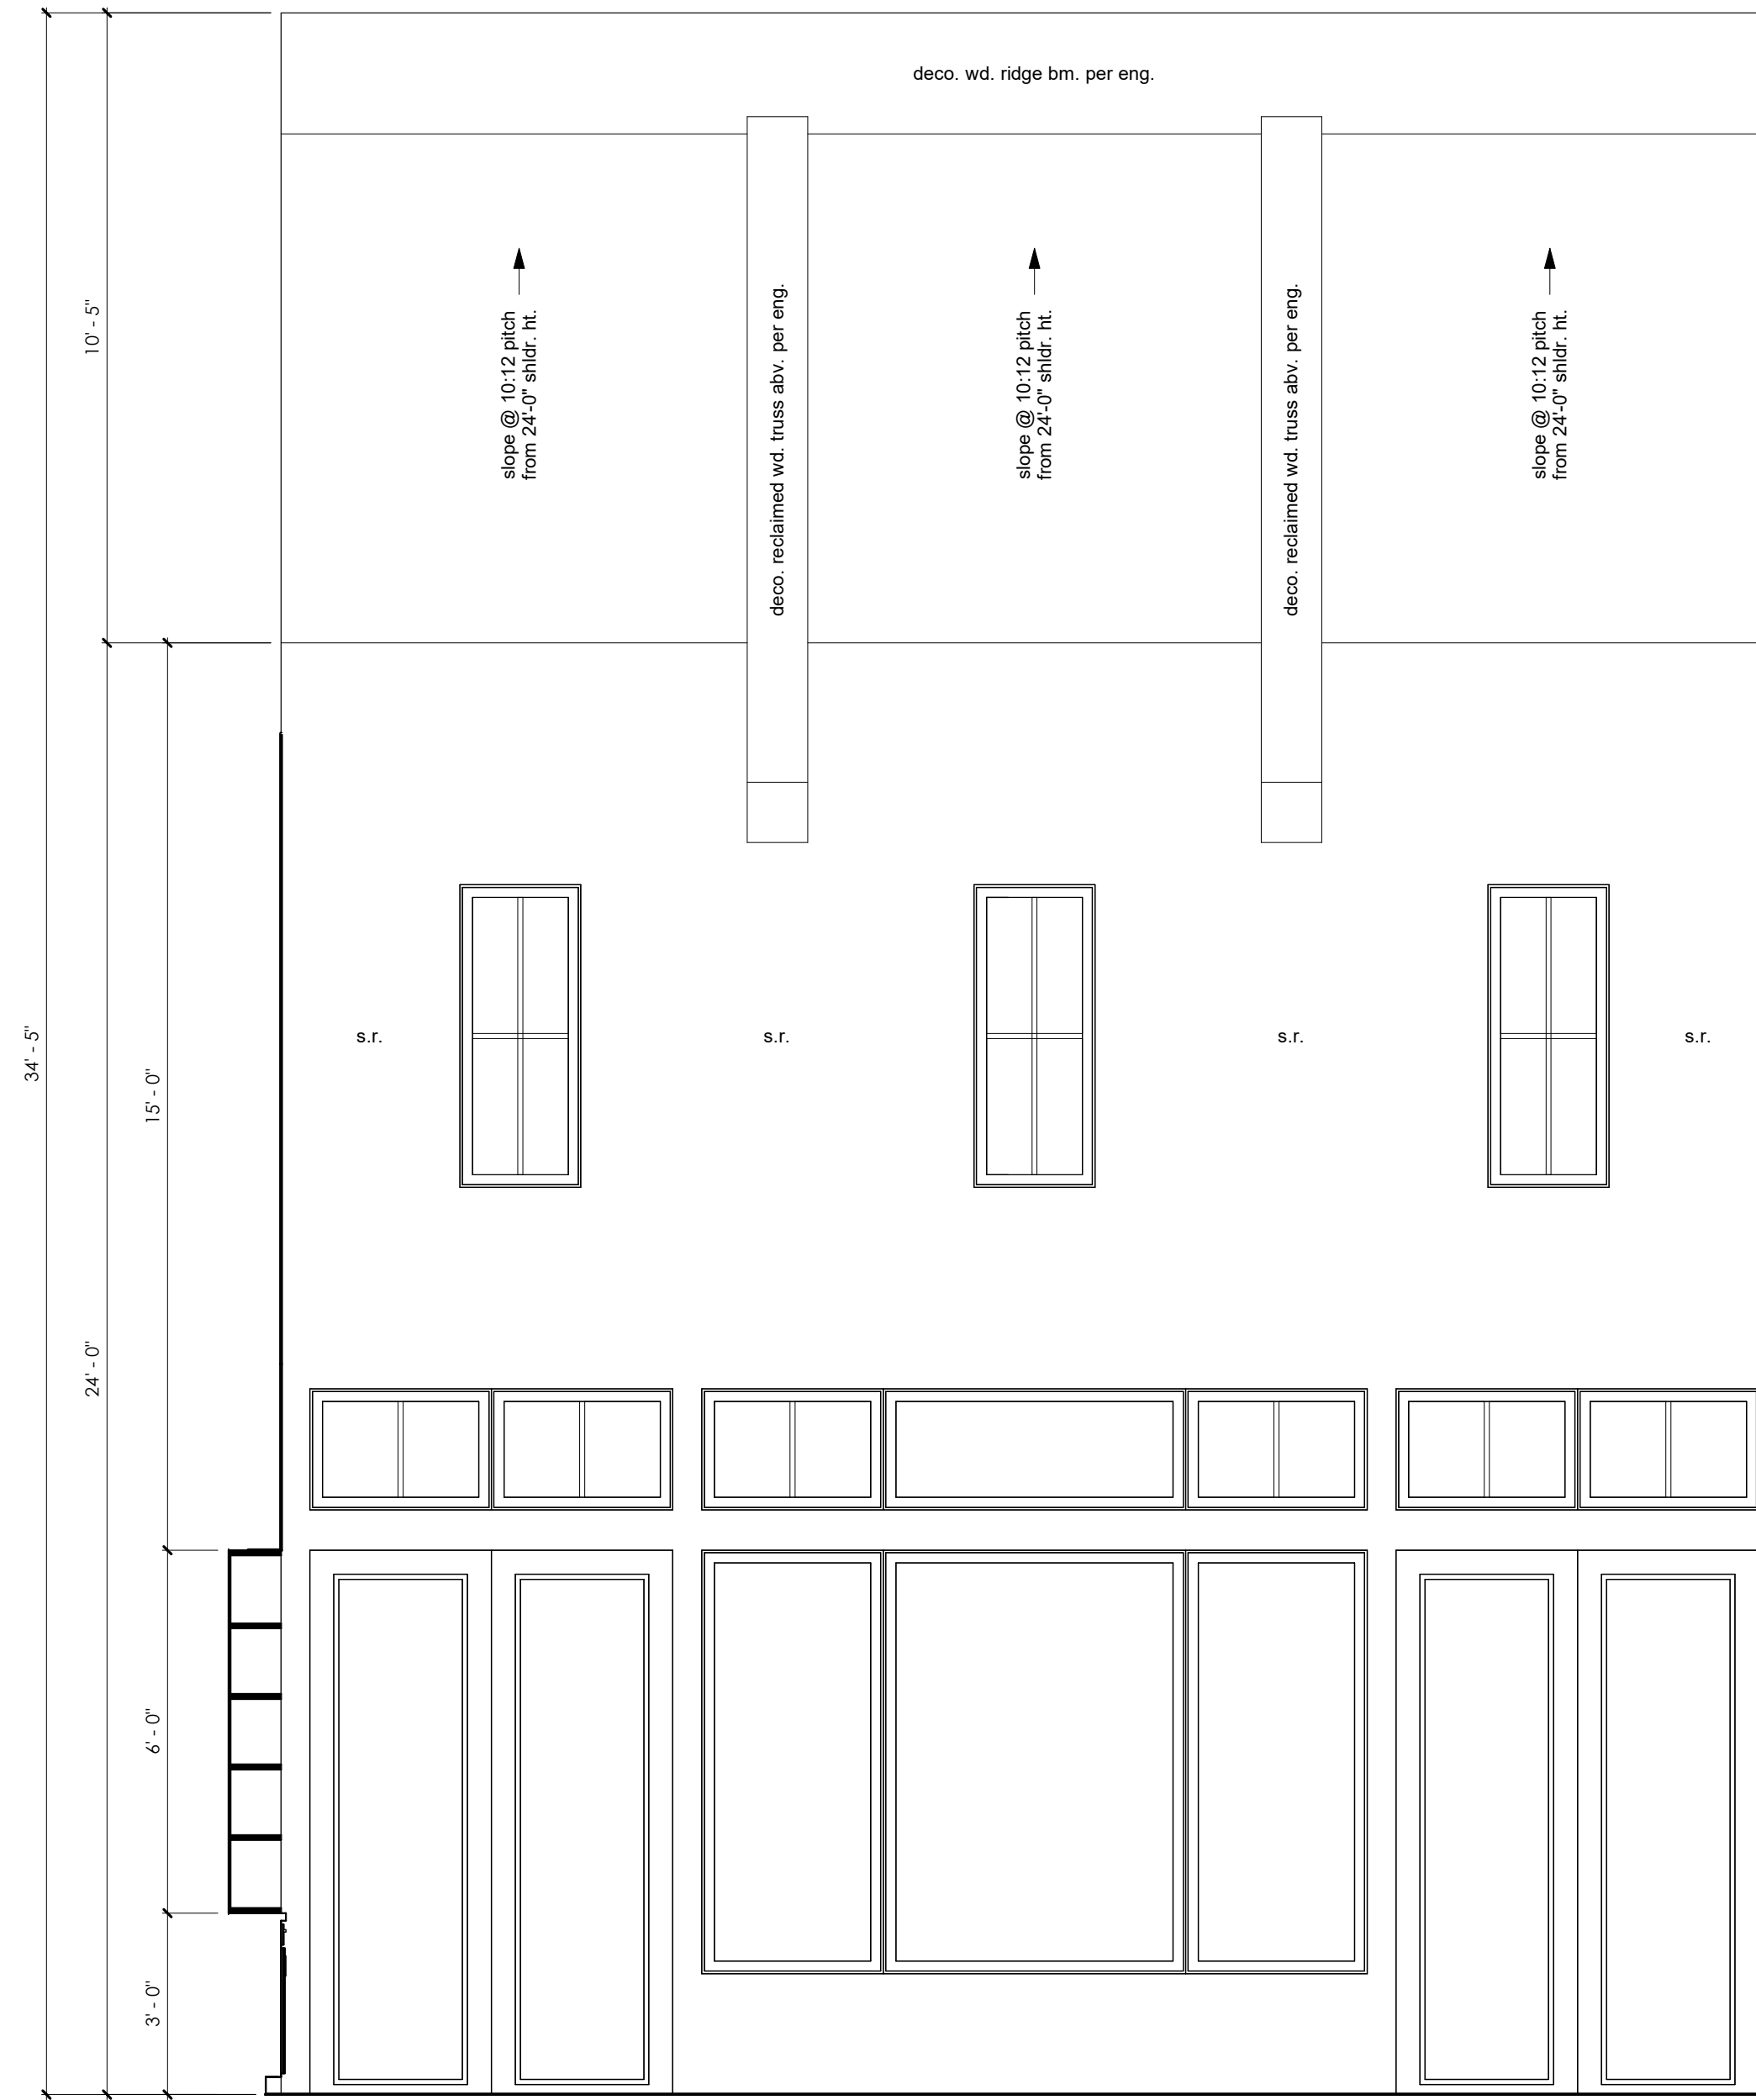 deco. wd. ridge bm. per eng.
slope @ 10:12 pitch
from 24'-0" shldr. ht.
deco. reclaimed wd. truss abv. per eng.
slope @ 10:12 pitch
from 24'-0" shldr. ht.
deco. reclaimed wd. truss abv. per eng.
slope @ 10:12 pitch
from 24'-0" shldr. ht.
10' - 5"
34' - 5"
15' - 0"
s.r.
s.r.
s.r.
s.r.
24' - 0"
6' - 0"
3' - 0"